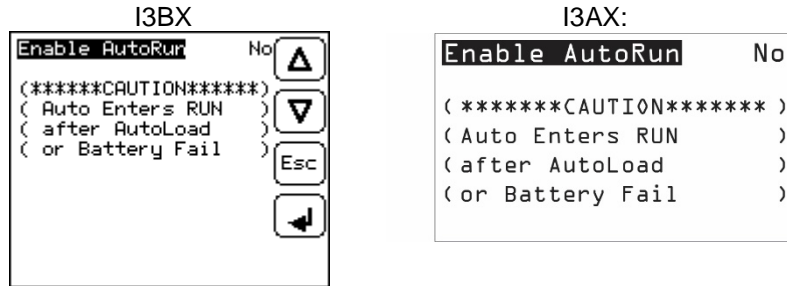 I3BX
Enable AutoRun No
(******CAUTION******)
( Auto Enters RUN )
( after AutoLoad )
( or Battery Fail )
Esc
I3AX:
Enable AutoRun No
(*******CAUTION******* )
(Auto Enters RUN )
(after AutoLoad )
(or Battery Fail )